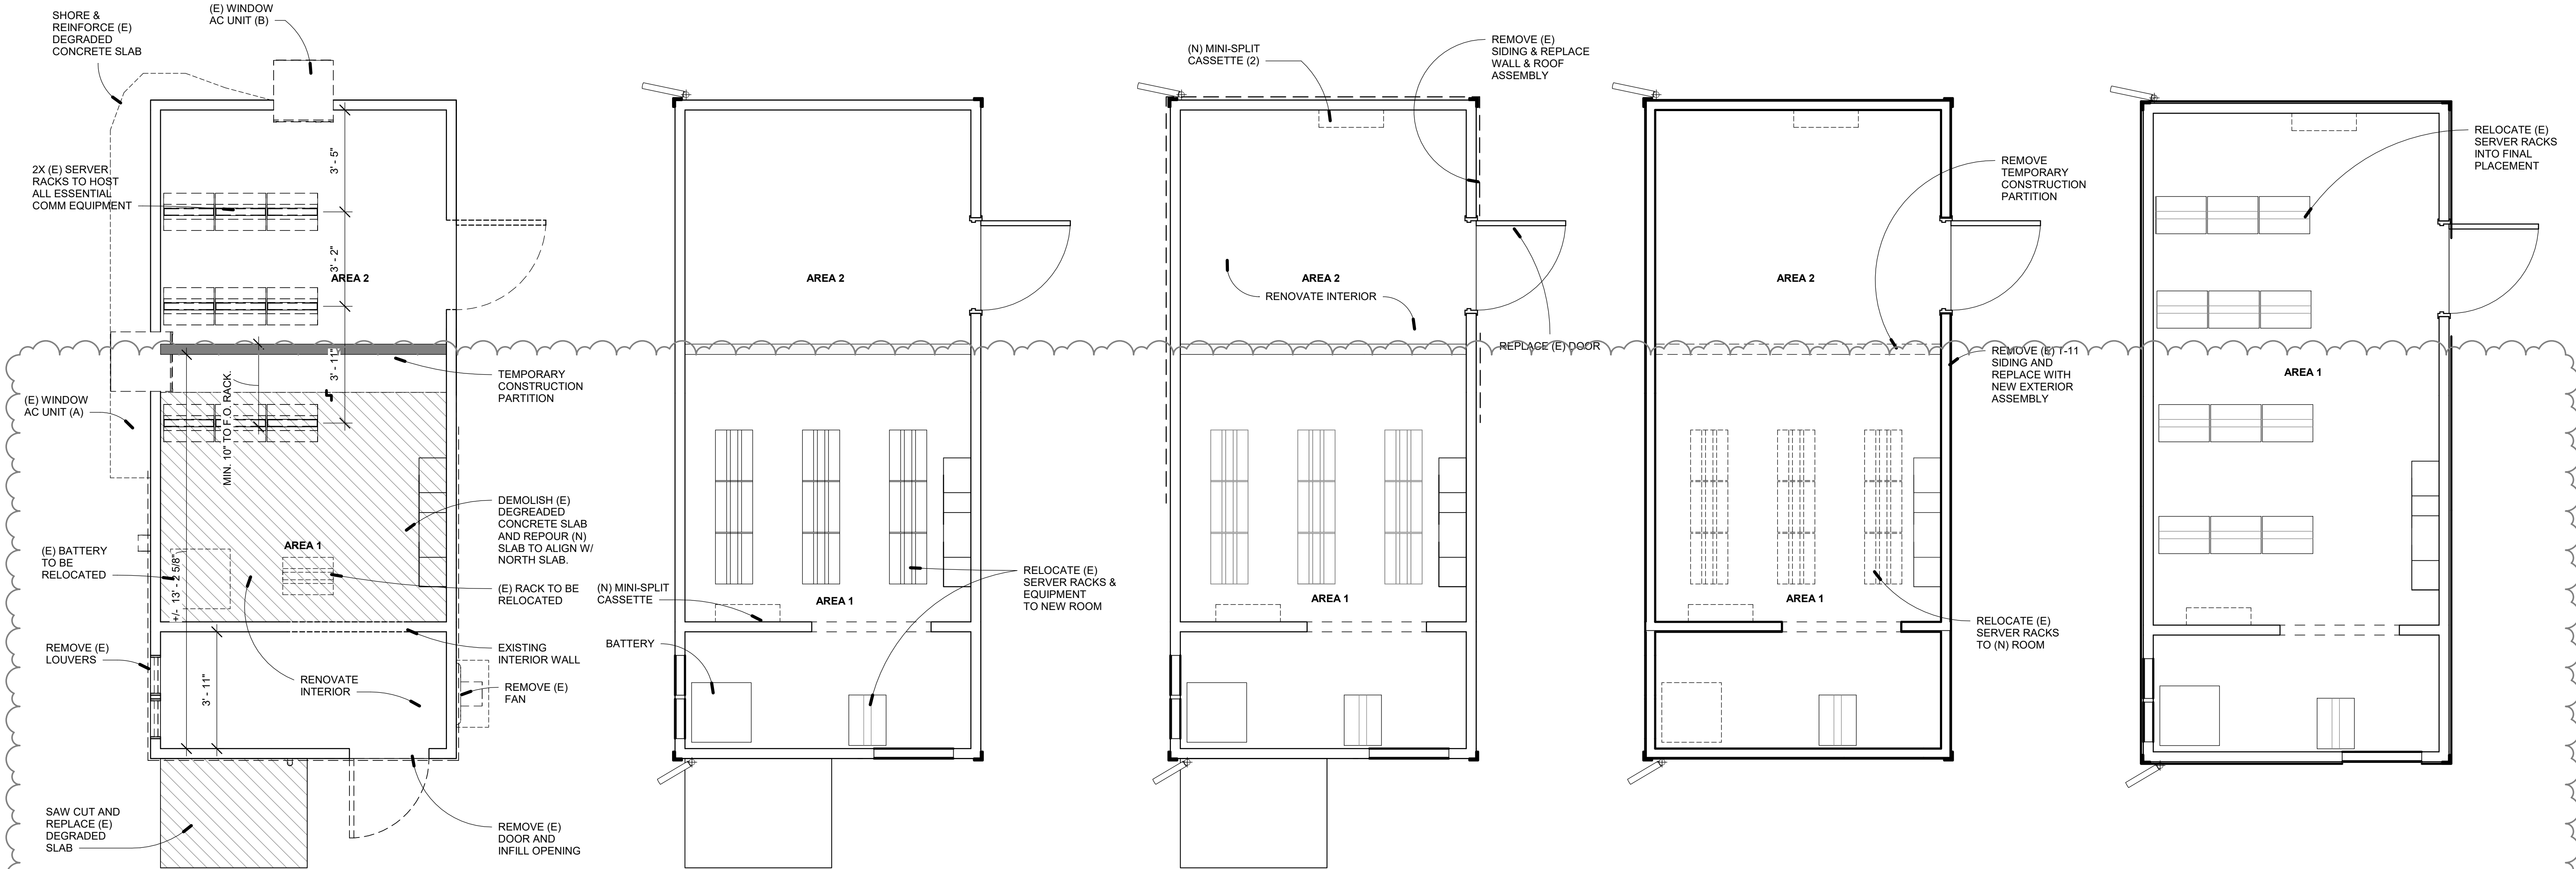 SHORE &
REINFORCE (E)
DEGRADED
CONCRETE SLAB
(E) WINDOW
AC UNIT (B)
2X (E) SERVER
RACKS TO HOST
ALL ESSENTIAL
COMM EQUIPMENT
3' - 5"
3' - 2"
AREA 2
3' - 11"
MIN. 10" TO F.O. RACK.
TEMPORARY
CONSTRUCTION
PARTITION
(E) WINDOW
AC UNIT (A)
DEMOLISH (E)
DEGREADED
CONCRETE SLAB
AND REPOUR (N)
SLAB TO ALIGN W/
NORTH SLAB.
AREA 1
(E) BATTERY
TO BE
RELOCATED
+/- 13' - 2 5/8"
(E) RACK TO BE
RELOCATED
REMOVE (E)
LOUVERS
3' - 11"
RENOVATE
INTERIOR
EXISTING
INTERIOR WALL
REMOVE (E)
FAN
SAW CUT AND
REPLACE (E)
DEGRADED
SLAB
REMOVE (E)
DOOR AND
INFILL OPENING
AREA 2
(N) MINI-SPLIT
CASSETTE
AREA 1
RELOCATE (E)
SERVER RACKS &
EQUIPMENT
TO NEW ROOM
BATTERY
(N) MINI-SPLIT
CASSETTE (2)
REMOVE (E)
SIDING & REPLACE
WALL & ROOF
ASSEMBLY
AREA 2
RENOVATE INTERIOR
REPLACE (E) DOOR
AREA 1
AREA 2
REMOVE
TEMPORARY
CONSTRUCTION
PARTITION
REMOVE (E) T-11
SIDING AND
REPLACE WITH
NEW EXTERIOR
ASSEMBLY
AREA 1
RELOCATE (E)
SERVER RACKS
TO (N) ROOM
RELOCATE (E)
SERVER RACKS
INTO FINAL
PLACEMENT
AREA 1